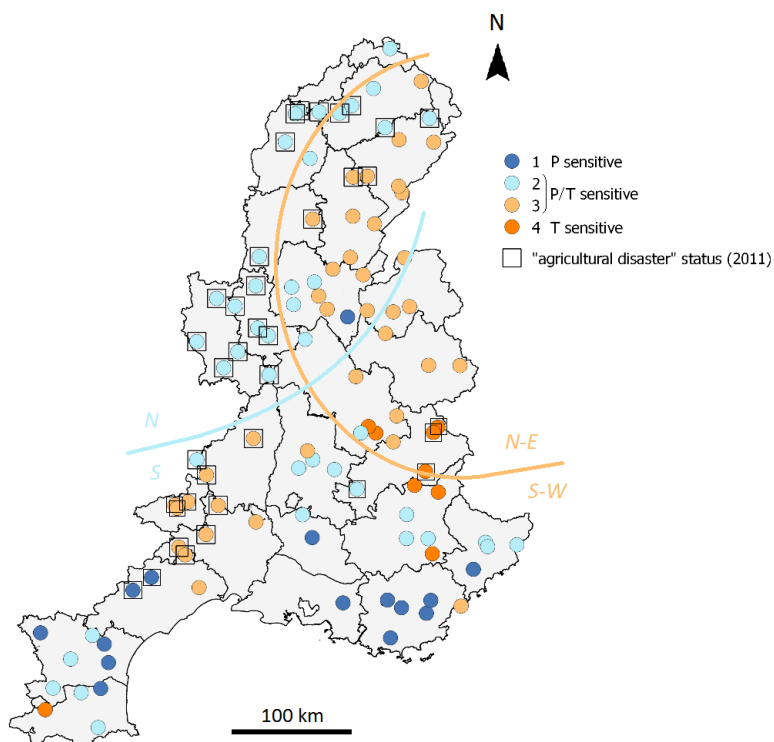 N
1 P sensitive
2
P/T sensitive
3
4 T sensitive
"agricultural disaster" status (2011)
N
S
N-E
S-W
100 km